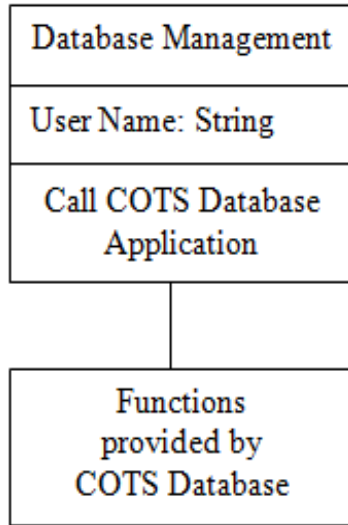 Database Management
User Name: String
Call COTS Database
Application
Functions
provided by
COTS Database